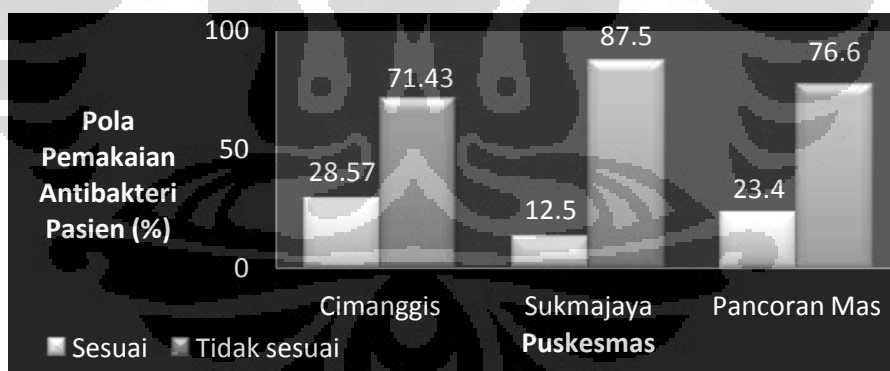 100
50
0
Pola
Pemakaian
Antibakteri
Pasien (%)
28.57
71.43
12.5
87.5
23.4
76.6
Cimanggis
Sukmajaya
Pancoran Mas
Puskesmas
Sesuai
Tidak sesuai